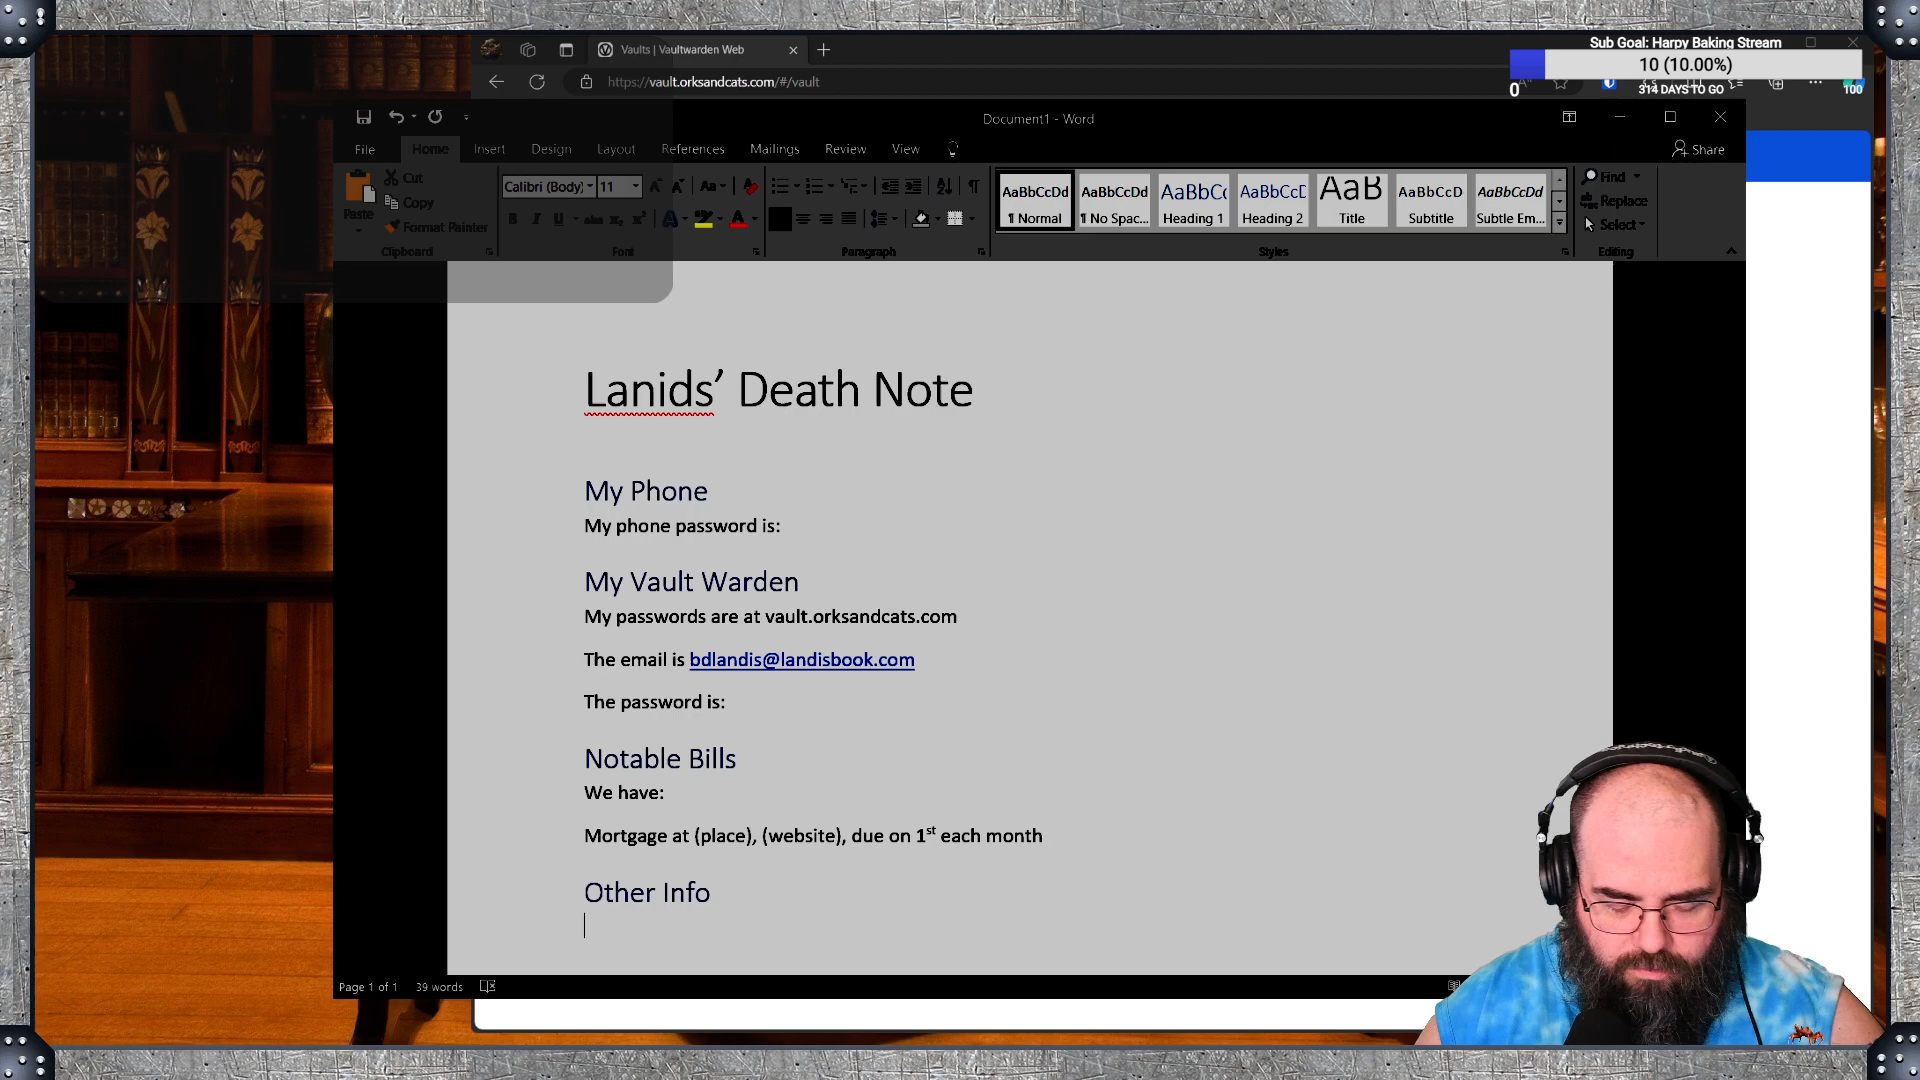 Vaults | Vaultwarden Web
Sub Goal: Harpy Baking Stream
10 (10.00%)
0
314 DAYS TO GO
100
https://vault.orksandcats.com/#/vault
Document1 - Word
File Home Insert Design Layout References Mailings Review View
Share
Paste
Cut
Copy
Format Painter
Clipboard
Calibri (Body) 11
Font
Paragraph
AaBbCcDd AaBbCcDd AaBbCc AaBbCcD AaB AaBbCcD AaBbCcDd
¶ Normal ¶ No Spac... Heading 1 Heading 2 Title Subtitle Subtle Em...
Styles
Find
Replace
Select
Editing
Lanids’ Death Note
My Phone
My phone password is:
My Vault Warden
My passwords are at vault.orksandcats.com
The email is bdlandis@landisbook.com
The password is:
Notable Bills
We have:
Mortgage at (place), (website), due on 1st each month
Other Info
Page 1 of 1 39 words